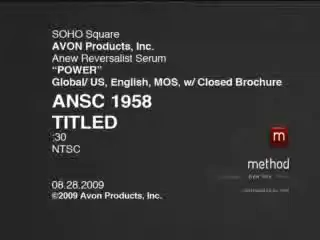 SOHO Square
AVON Products, Inc.
Anew Reversalist Serum
“POWER”
Global/ US, English, MOS, w/ Closed Brochure
ANSC 1958
TITLED
:30
NTSC
m
method
08.28.2009
©2009 Avon Products, Inc.